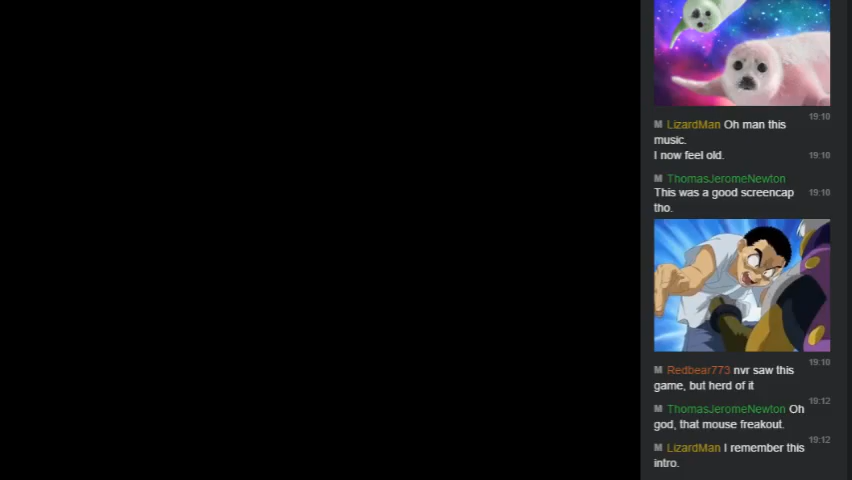 19:10
M LizardMan Oh man this
music.
I now feel old. 19:10
M ThomasJeromeNewton
This was a good screencap 19:10
tho.
19:10
M Redbear773 nvr saw this
game, but herd of it
19:12
M ThomasJeromeNewton Oh
god, that mouse freakout.
19:12
M LizardMan I remember this
intro.